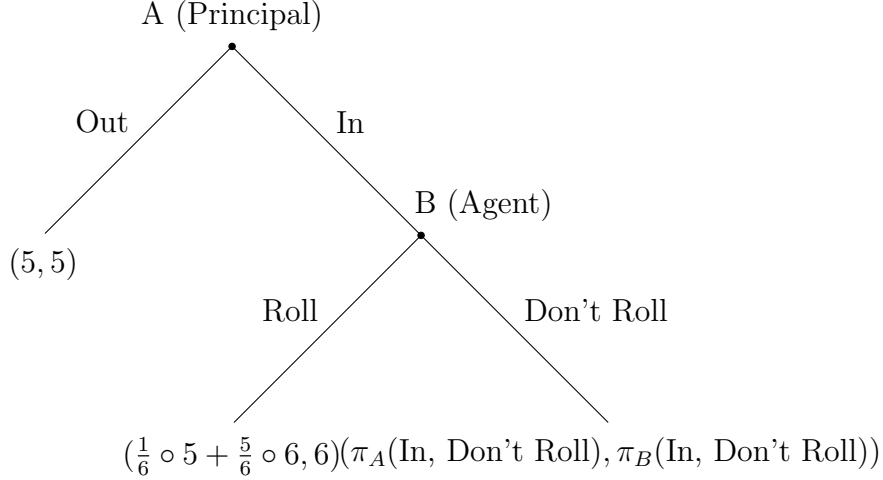 A (Principal)
Out
In
B (Agent)
(5, 5)
Roll
Don't Roll
(1/6 ∘ 5 + 5/6 ∘ 6, 6)(π_A(In, Don't Roll), π_B(In, Don't Roll))